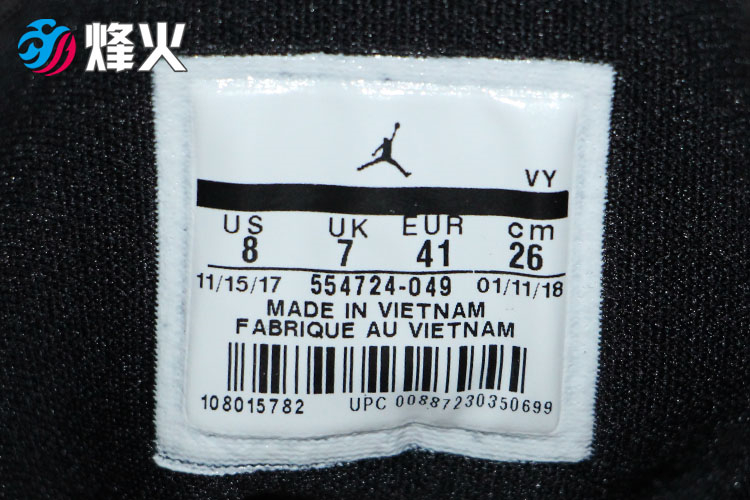 烽火
VY
US UK EUR cm
8 7 41 26
11/15/17 554724-049 01/11/18
MADE IN VIETNAM
FABRIQUE AU VIETNAM
108015782 UPC 00887230350699